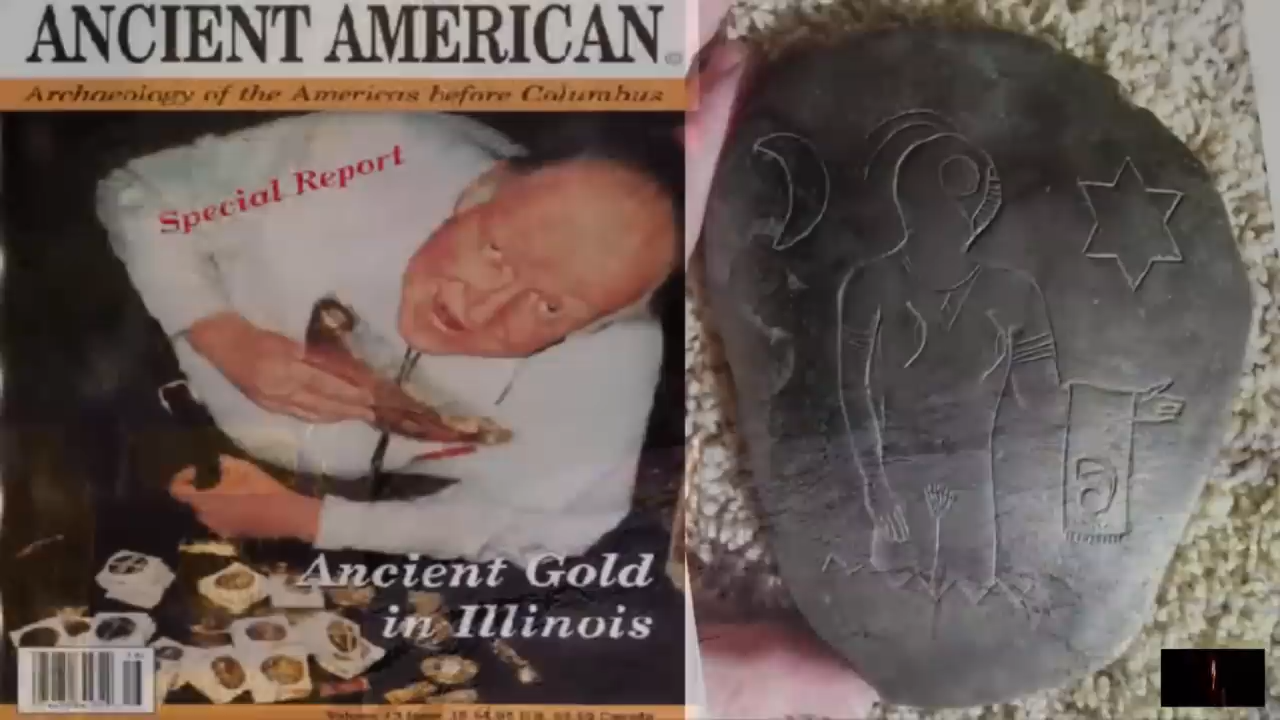 ANCIENT AMERICAN
Archaeology of the Americas before Columbus
Special Report
Ancient Gold
in Illinois